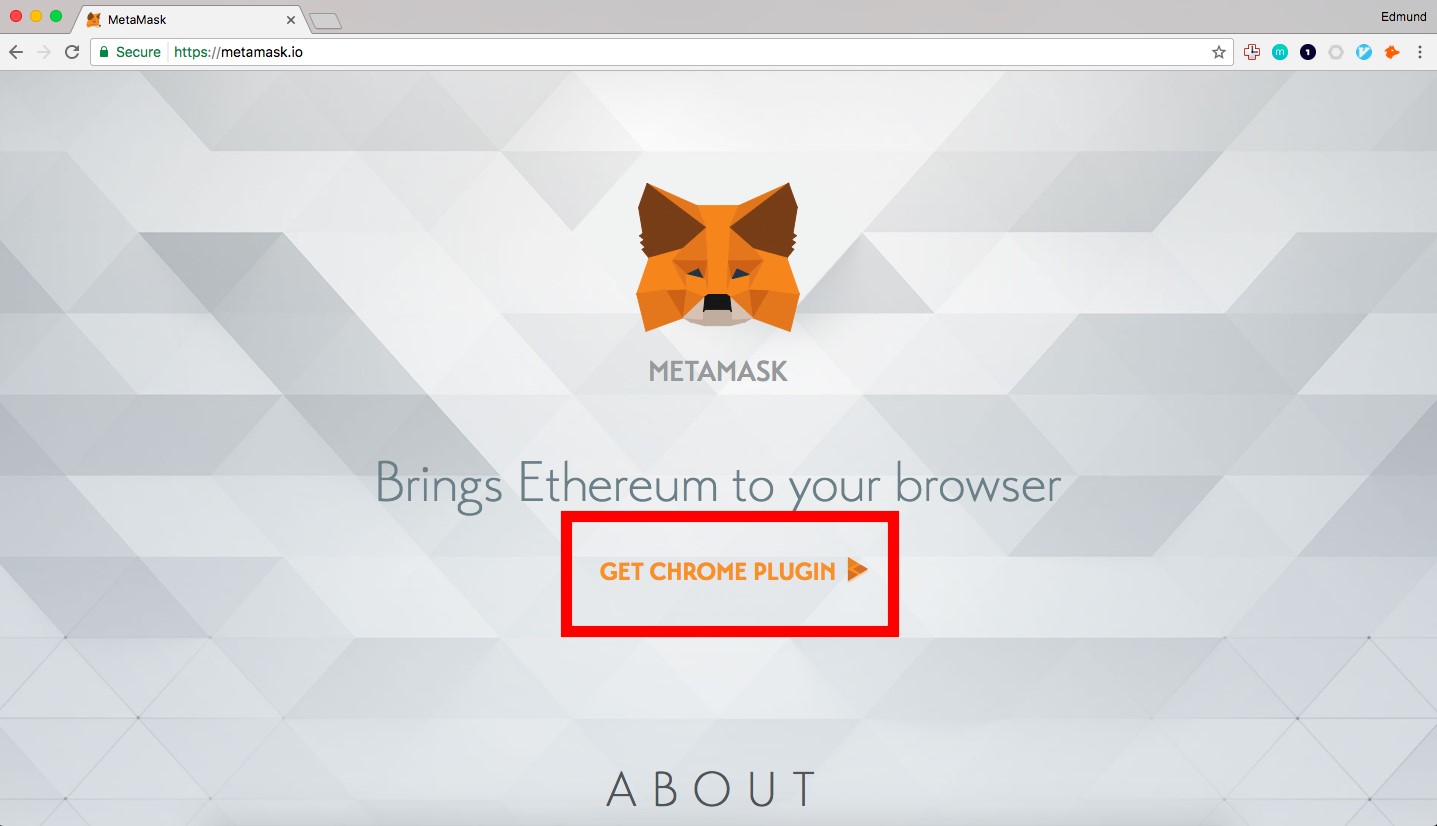 MetaMask
Edmund
Secure https://metamask.io
m
1
METAMASK
Brings Ethereum to your browser
GET CHROME PLUGIN
ABOUT